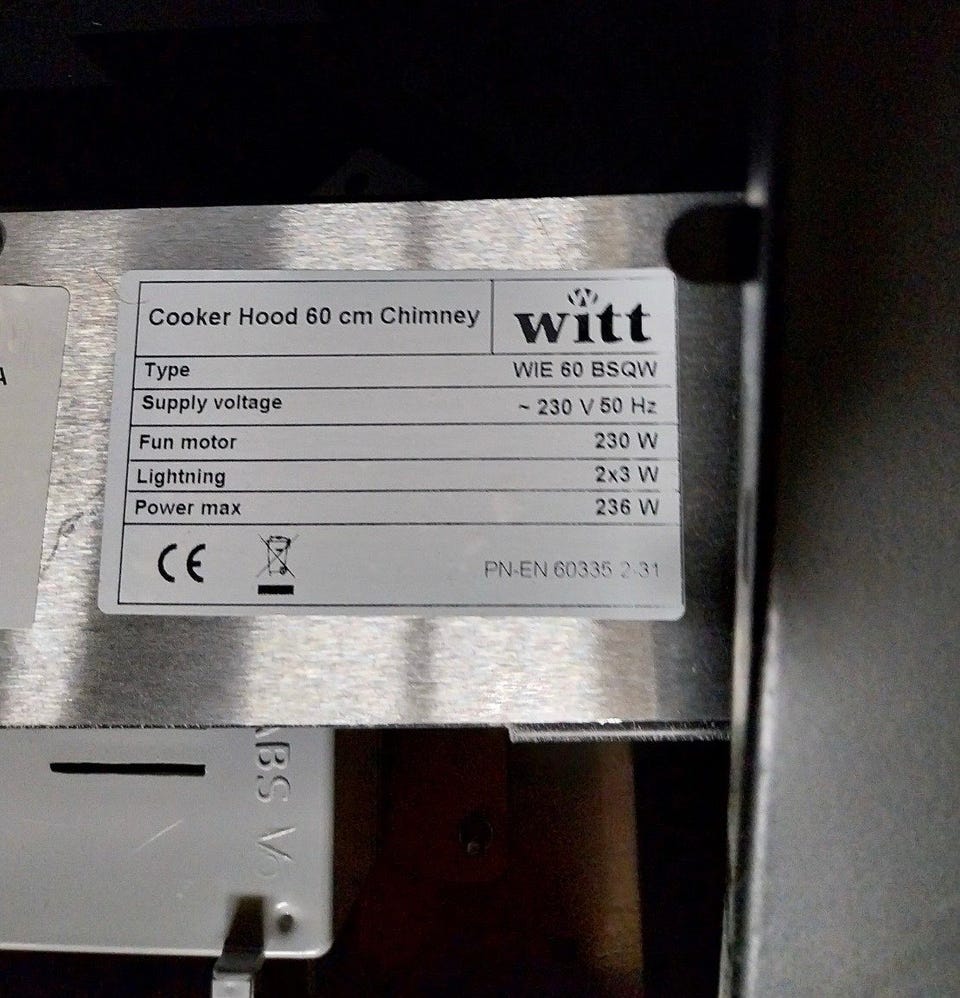 Cooker Hood 60 cm Chimney
witt
Type WIE 60 BSQW
Supply voltage ~ 230 V 50 Hz
Fun motor 230 W
Lightning 2x3 W
Power max 236 W
CE PN-EN 60335 2-31
A
ABS V0